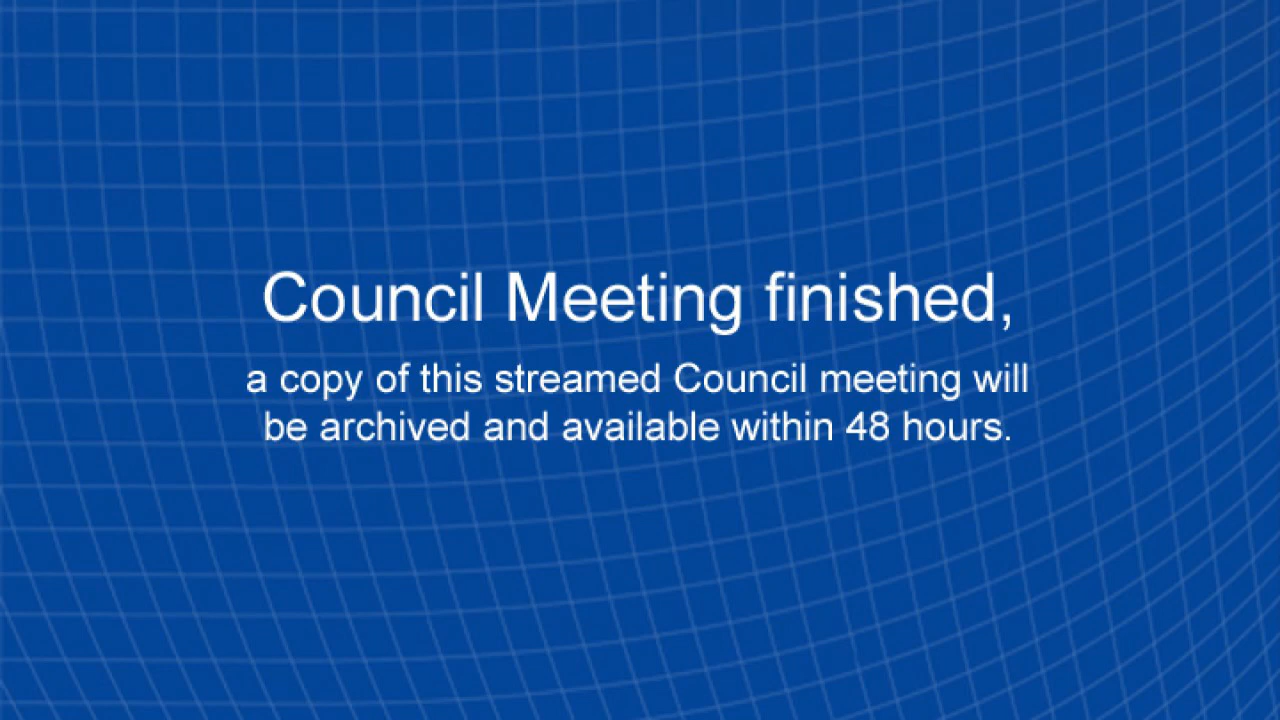 Council Meeting finished,
a copy of this streamed Council meeting will
be archived and available within 48 hours.